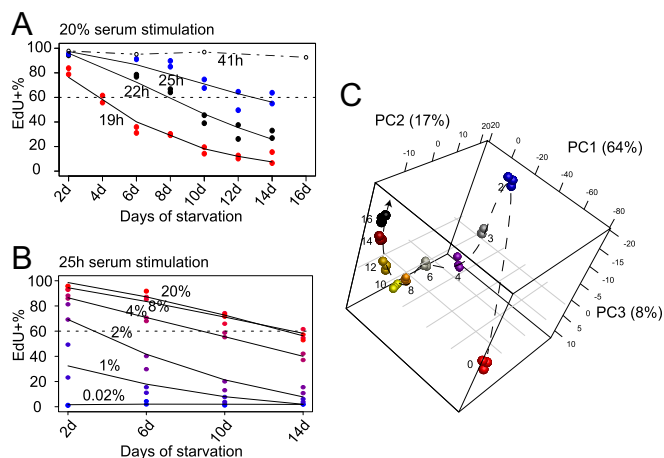 A
20% serum stimulation
EdU+%
100
80
60
40
20
0
41h
25h
22h
19h
2d
4d
6d
8d
10d
12d
14d
16d
Days of starvation
B
25h serum stimulation
EdU+%
100
80
60
40
20
0
20%
8%
4%
2%
1%
0.02%
2d
6d
10d
14d
Days of starvation
C
PC2 (17%)
-10
0
10
20
PC1 (64%)
20
0
-20
-40
-60
-80
PC3 (8%)
-20
-15
-10
-5
0
5
10
2
3
4
6
8
10
12
14
16
0